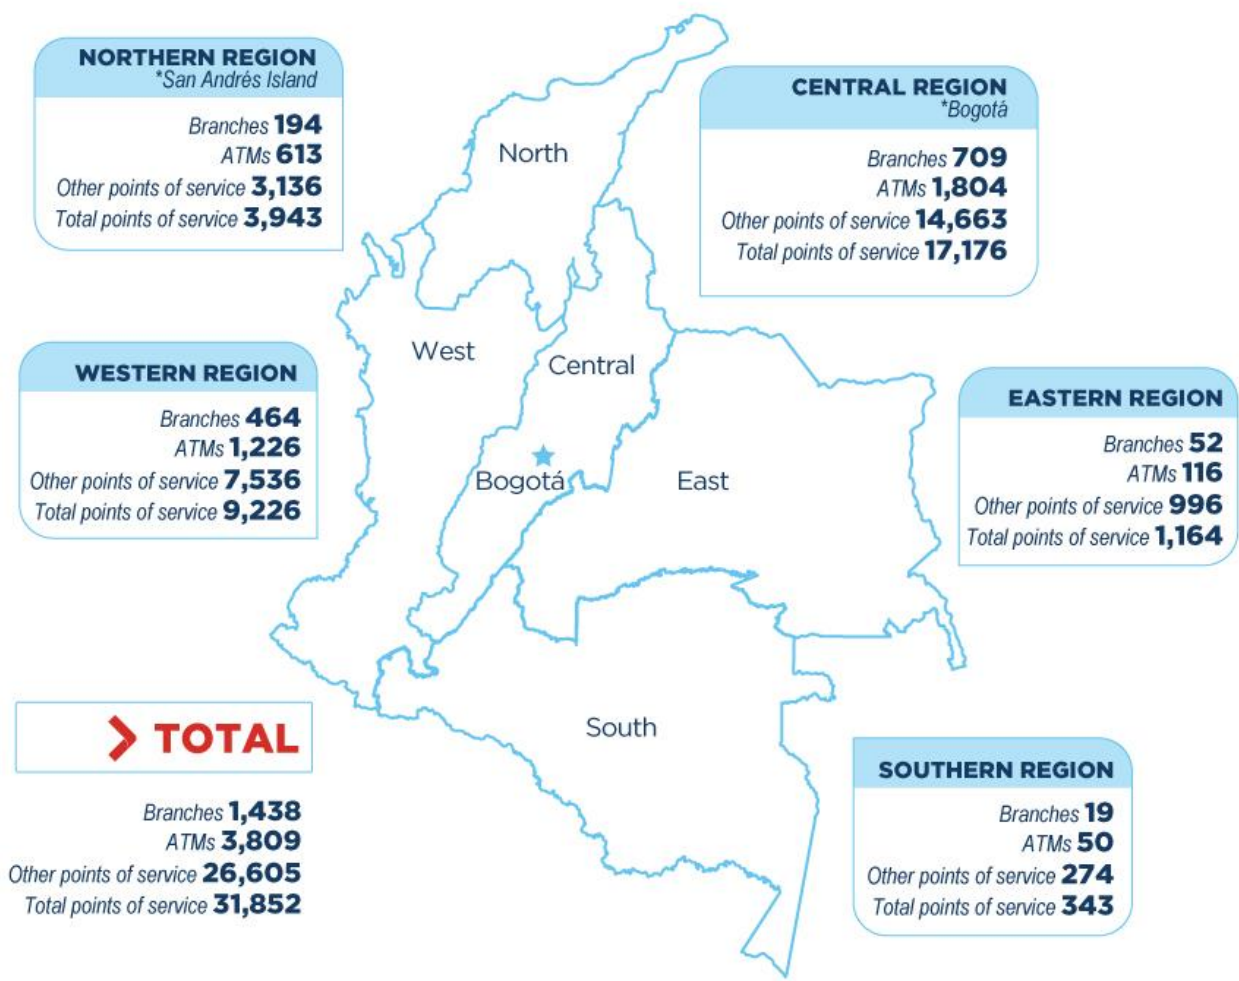 NORTHERN REGION
*San Andrés Island
Branches 194
ATMs 613
Other points of service 3,136
Total points of service 3,943
CENTRAL REGION
*Bogotá
Branches 709
ATMs 1,804
Other points of service 14,663
Total points of service 17,176
North
West
Central
Bogotá
East
South
WESTERN REGION
Branches 464
ATMs 1,226
Other points of service 7,536
Total points of service 9,226
EASTERN REGION
Branches 52
ATMs 116
Other points of service 996
Total points of service 1,164
> TOTAL
Branches 1,438
ATMs 3,809
Other points of service 26,605
Total points of service 31,852
SOUTHERN REGION
Branches 19
ATMs 50
Other points of service 274
Total points of service 343